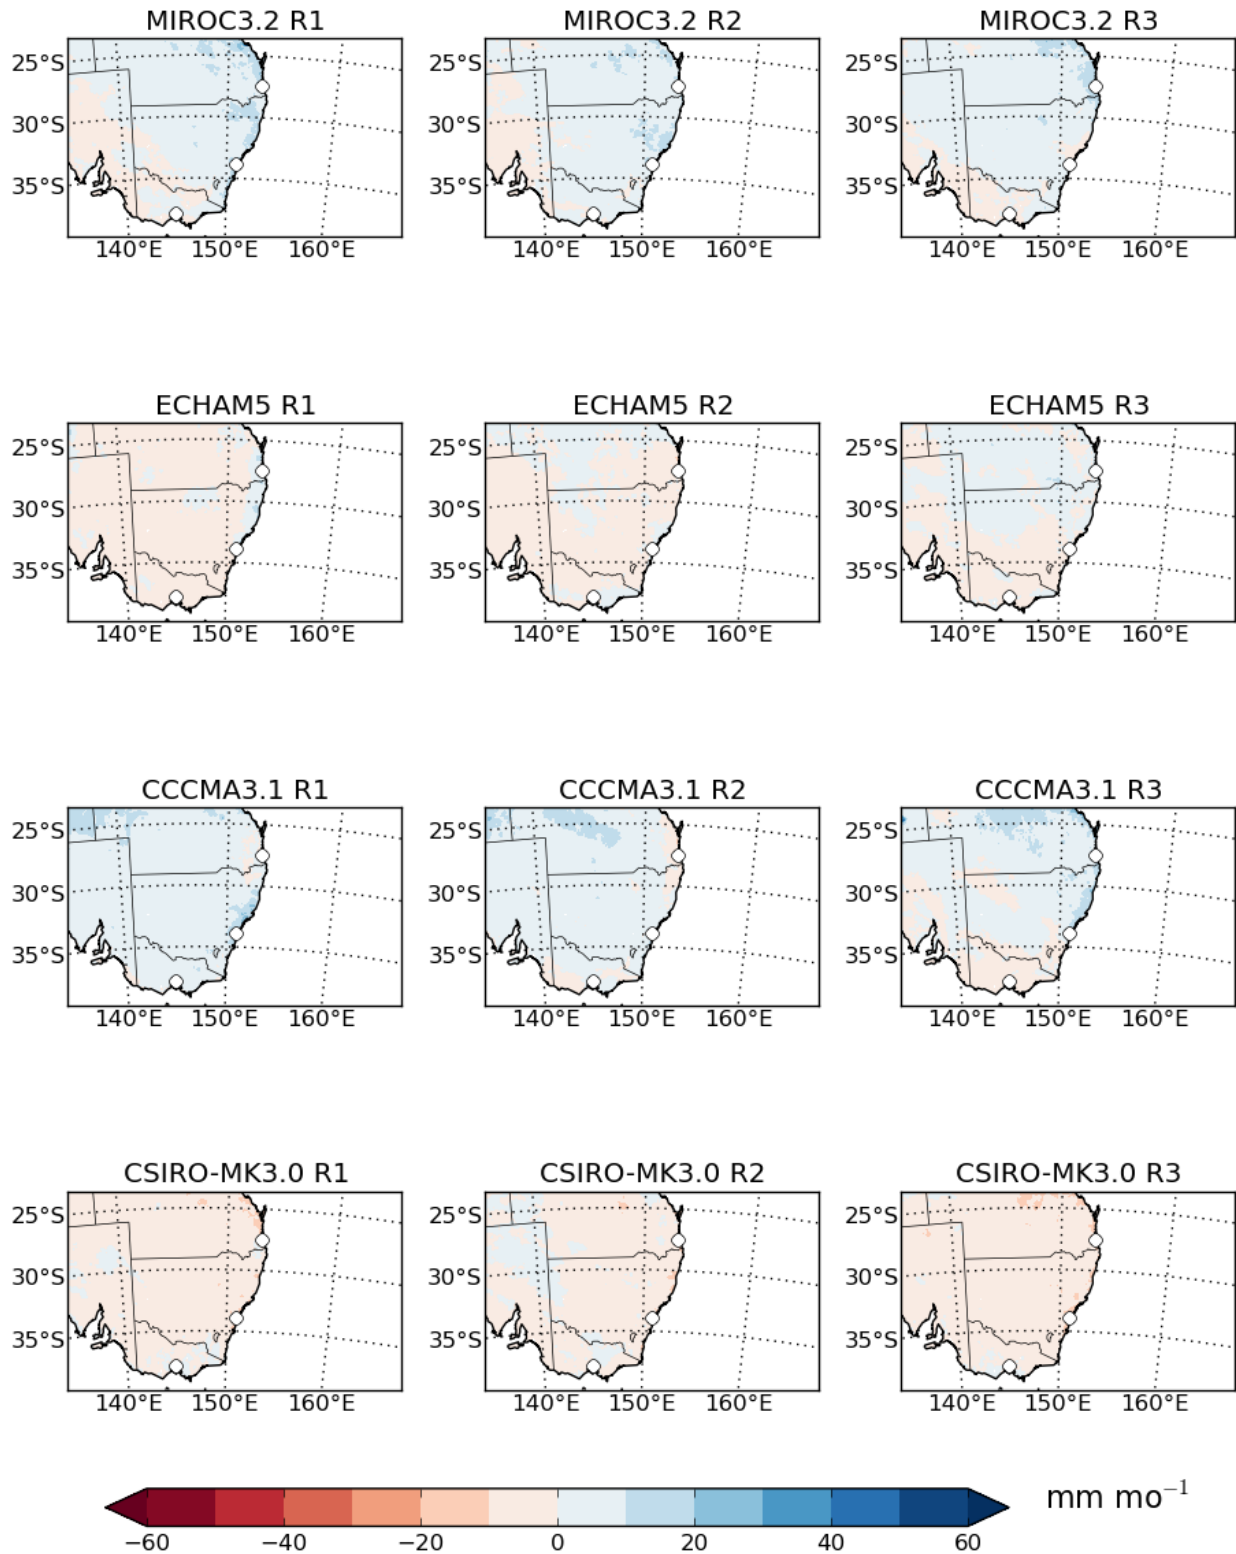 MIROC3.2 R1 MIROC3.2 R2 MIROC3.2 R3
25°S 25°S 25°S
30°S 30°S 30°S
35°S 35°S 35°S
140°E 150°E 160°E 140°E 150°E 160°E 140°E 150°E 160°E
ECHAM5 R1 ECHAM5 R2 ECHAM5 R3
25°S 25°S 25°S
30°S 30°S 30°S
35°S 35°S 35°S
140°E 150°E 160°E 140°E 150°E 160°E 140°E 150°E 160°E
CCCMA3.1 R1 CCCMA3.1 R2 CCCMA3.1 R3
25°S 25°S 25°S
30°S 30°S 30°S
35°S 35°S 35°S
140°E 150°E 160°E 140°E 150°E 160°E 140°E 150°E 160°E
CSIRO-MK3.0 R1 CSIRO-MK3.0 R2 CSIRO-MK3.0 R3
25°S 25°S 25°S
30°S 30°S 30°S
35°S 35°S 35°S
140°E 150°E 160°E 140°E 150°E 160°E 140°E 150°E 160°E
mm mo⁻¹
−60 −40 −20 0 20 40 60